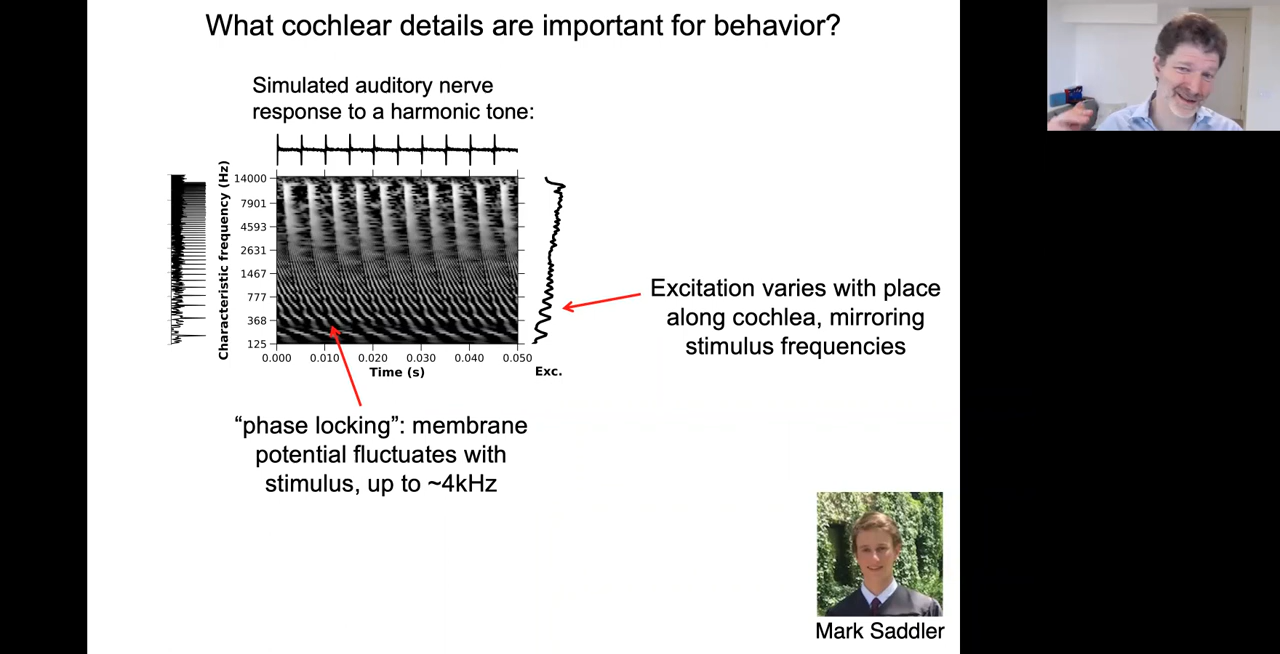 What cochlear details are important for behavior?
Simulated auditory nerve
response to a harmonic tone:
Characteristic frequency (Hz)
14000
7901
4593
2631
1467
777
368
125
0.000 0.010 0.020 0.030 0.040 0.050
Time (s)
Exc.
Excitation varies with place
along cochlea, mirroring
stimulus frequencies
“phase locking”: membrane
potential fluctuates with
stimulus, up to ~4kHz
Mark Saddler